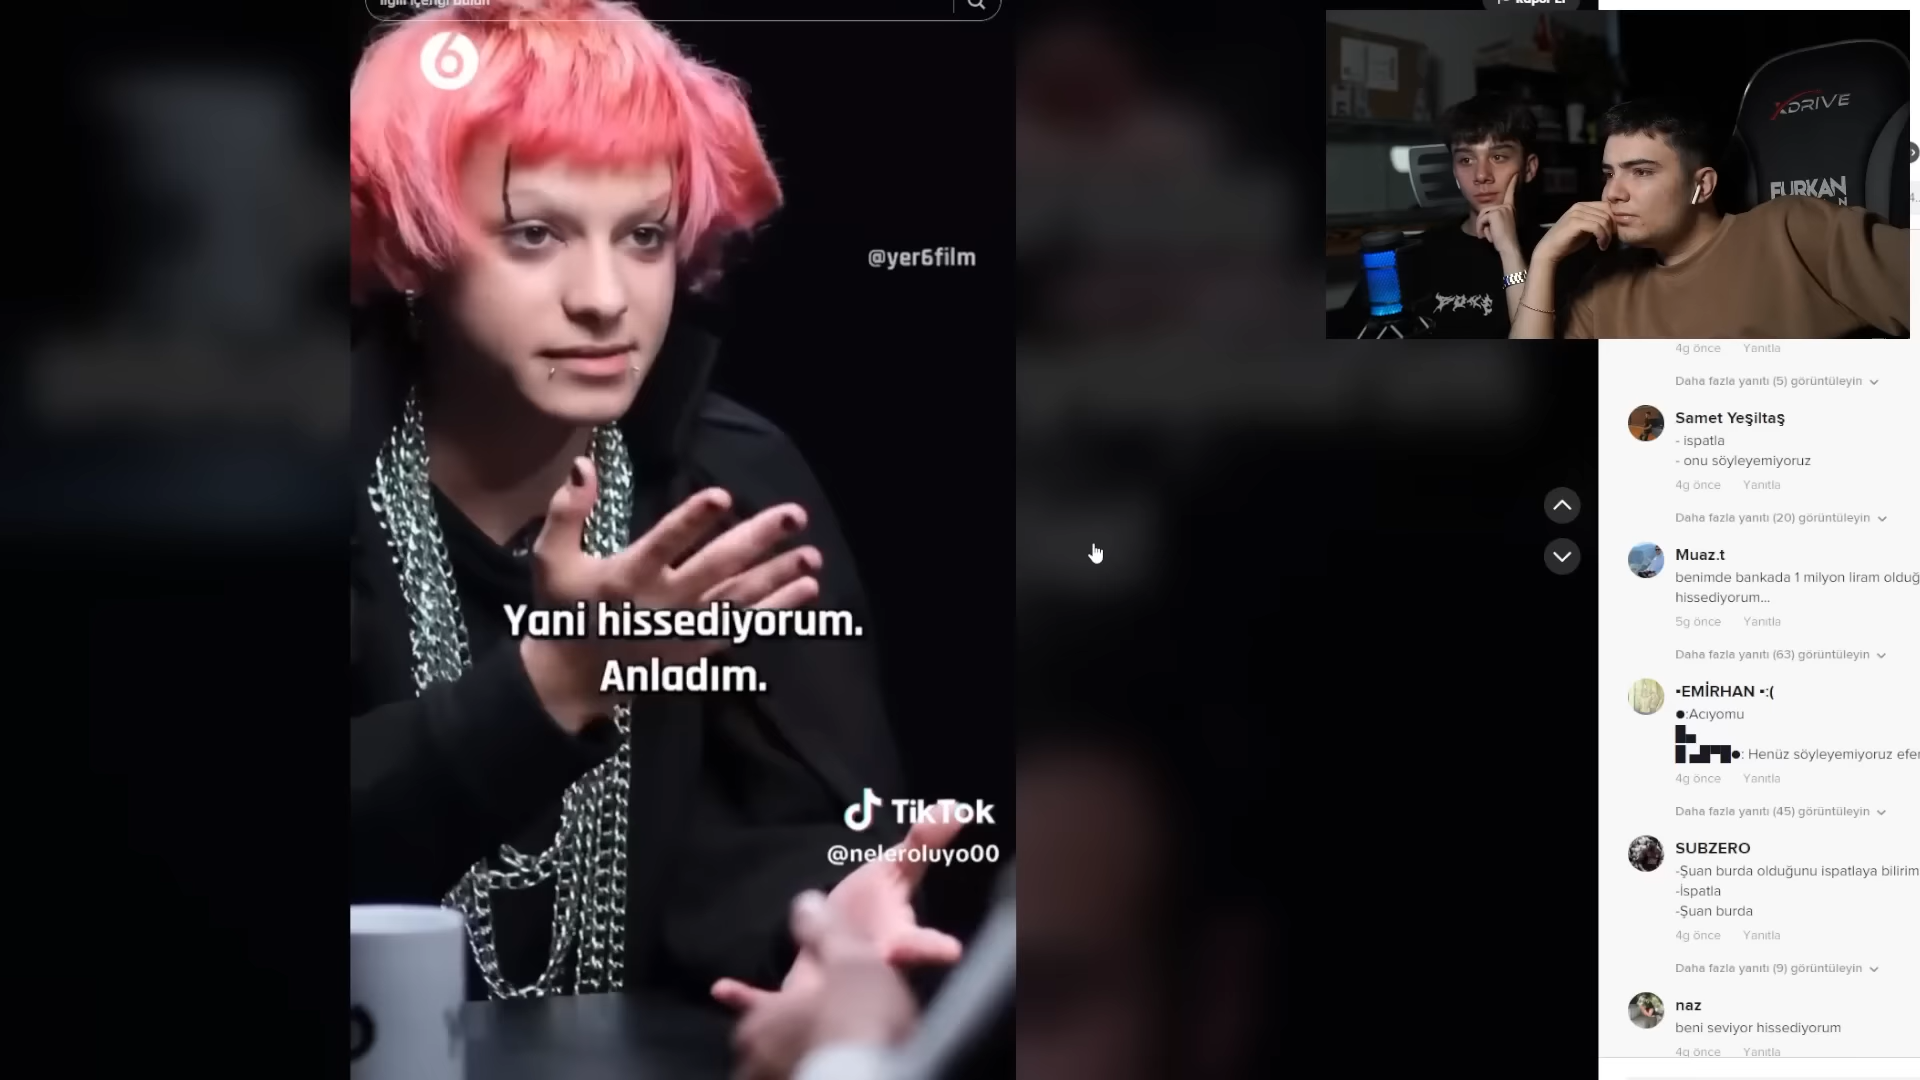 İlgili içeriği bulun
6
@yer6film
Yani hissediyorum.
Anladım.
TikTok
@neleroluyo00
XDRIVE
FURKAN
4g önce Yanıtla
Daha fazla yanıtı (5) görüntüleyin
Samet Yeşiltaş
- ispatla
- onu söyleyemiyoruz
4g önce Yanıtla
Daha fazla yanıtı (20) görüntüleyin
Muaz.t
benimde bankada 1 milyon liram olduğ
hissediyorum...
5g önce Yanıtla
Daha fazla yanıtı (63) görüntüleyin
▪EMİRHAN ▪:(
●:Acıyomu
●: Henüz söyleyemiyoruz efe
4g önce Yanıtla
Daha fazla yanıtı (45) görüntüleyin
SUBZERO
-Şuan burda olduğunu ispatlaya bilirim
-İspatla
-Şuan burda
4g önce Yanıtla
Daha fazla yanıtı (9) görüntüleyin
naz
beni seviyor hissediyorum
4g önce Yanıtla